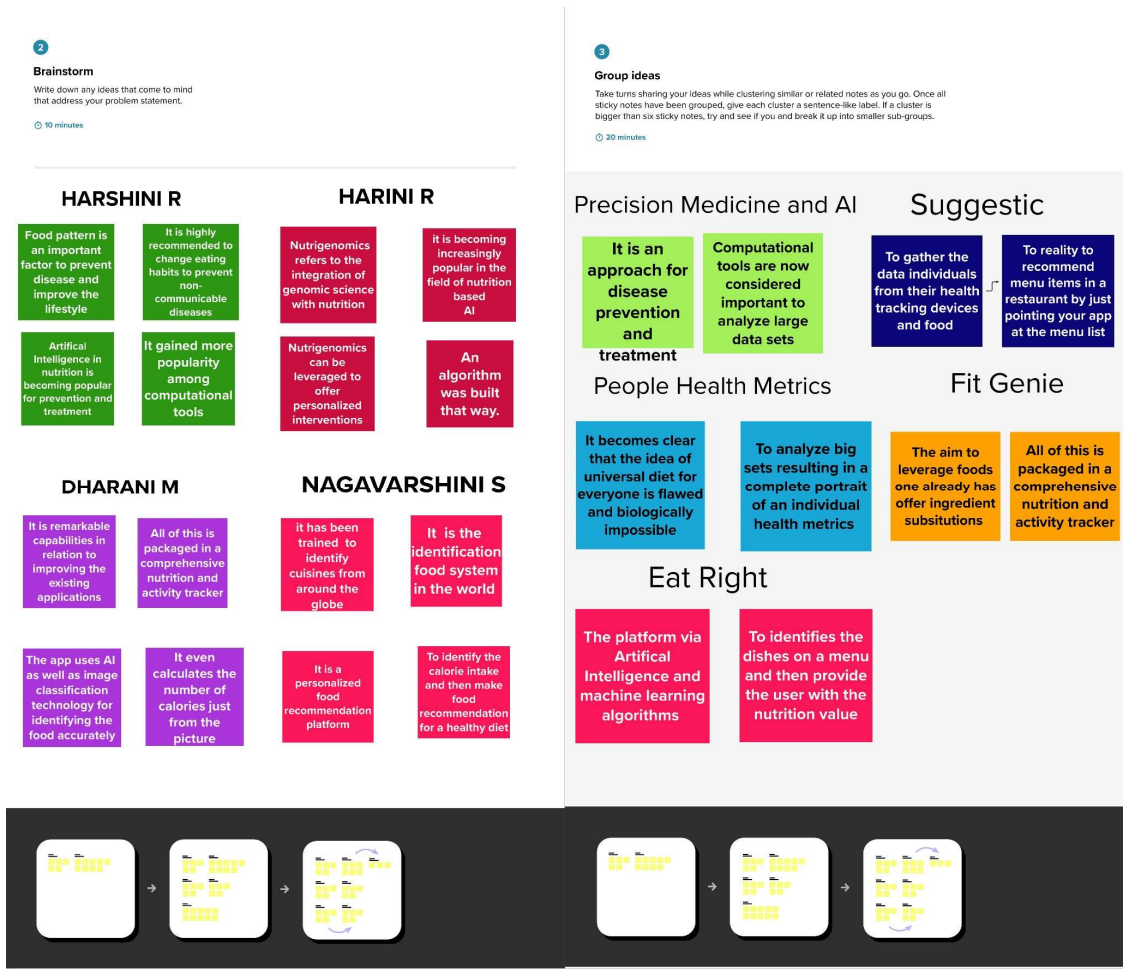 2
Brainstorm
Write down any ideas that come to mind
that address your problem statement.
10 minutes
HARSHINI R
Food pattern is
an important
factor to prevent
disease and
improve the
lifestyle
It is highly
recommended to
change eating
habits to prevent
non-
communicable
diseases
Artifical
Intelligence in
nutrition is
becoming popular
for prevention and
treatment
It gained more
popularity
among
computational
tools
HARINI R
Nutrigenomics
refers to the
integration of
genomic science
with nutrition
it is becoming
increasingly
popular in the
field of nutrition
based
AI
Nutrigenomics
can be
leveraged to
offer
personalized
interventions
An
algorithm
was built
that way.
DHARANI M
It is remarkable
capabilities in
relation to
improving the
existing
applications
All of this is
packaged in a
comprehensive
nutrition and
activity tracker
The app uses AI
as well as image
classification
technology for
identifying the
food accurately
It even
calculates the
number of
calories just
from the
picture
NAGAVARSHINI S
it has been
trained to
identify
cuisines from
around the
globe
It is the
identification
food system
in the world
It is a
personalized
food
recommendation
platform
To identify the
calorie intake
and then make
food
recommendation
for a healthy diet
3
Group ideas
Take turns sharing your ideas while clustering similar or related notes as you go. Once all
sticky notes have been grouped, give each cluster a sentence-like label. If a cluster is
bigger than six sticky notes, try and see if you and break it up into smaller sub-groups.
20 minutes
Precision Medicine and AI
It is an
approach for
disease
prevention
and
treatment
Computational
tools are now
considered
important to
analyze large
data sets
Suggestic
To gather the
data individuals
from their health
tracking devices
and food
To reality to
recommend
menu items in a
restaurant by just
pointing your app
at the menu list
People Health Metrics
It becomes clear
that the idea of
universal diet for
everyone is flawed
and biologically
impossible
To analyze big
sets resulting in a
complete portrait
of an individual
health metrics
Fit Genie
The aim to
leverage foods
one already has
offer ingredient
subsitutions
All of this is
packaged in a
comprehensive
nutrition and
activity tracker
Eat Right
The platform via
Artifical
Intelligence and
machine learning
algorithms
To identifies the
dishes on a menu
and then provide
the user with the
nutrition value